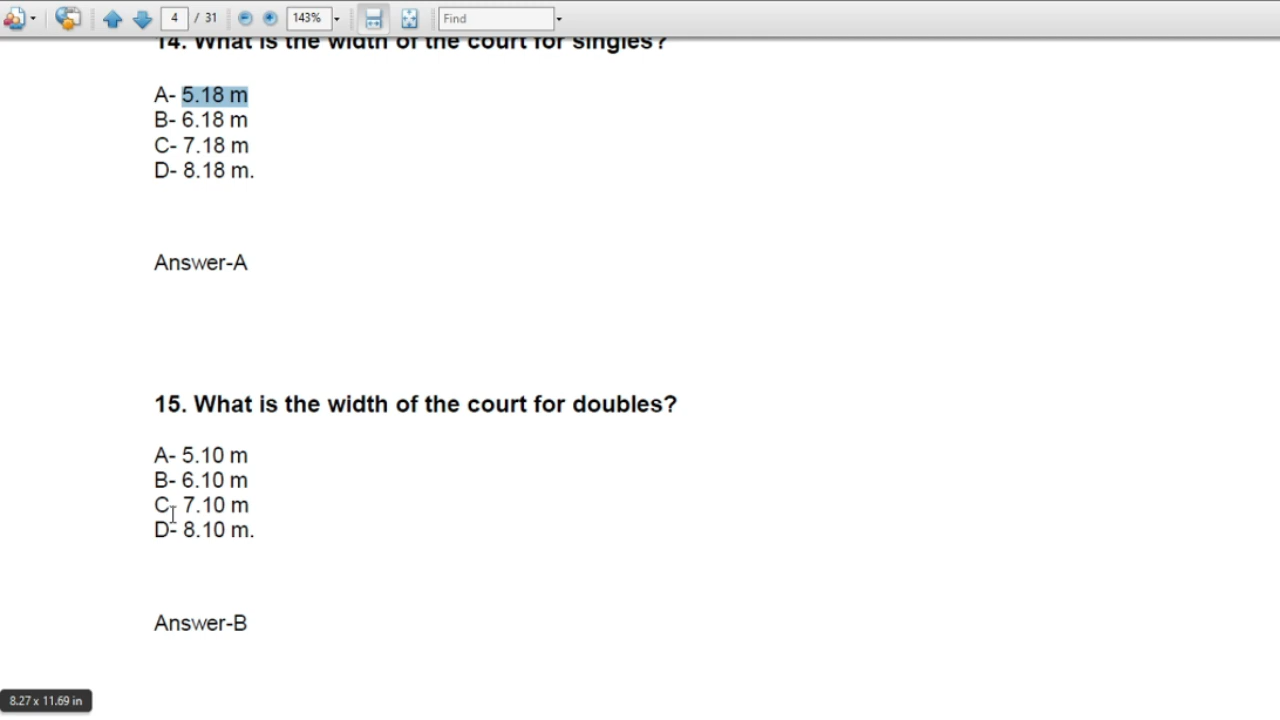 4 / 31 143% Find
14. What is the width of the court for singles?
A- 5.18 m
B- 6.18 m
C- 7.18 m
D- 8.18 m.
Answer-A
15. What is the width of the court for doubles?
A- 5.10 m
B- 6.10 m
C- 7.10 m
D- 8.10 m.
Answer-B
8.27 x 11.69 in